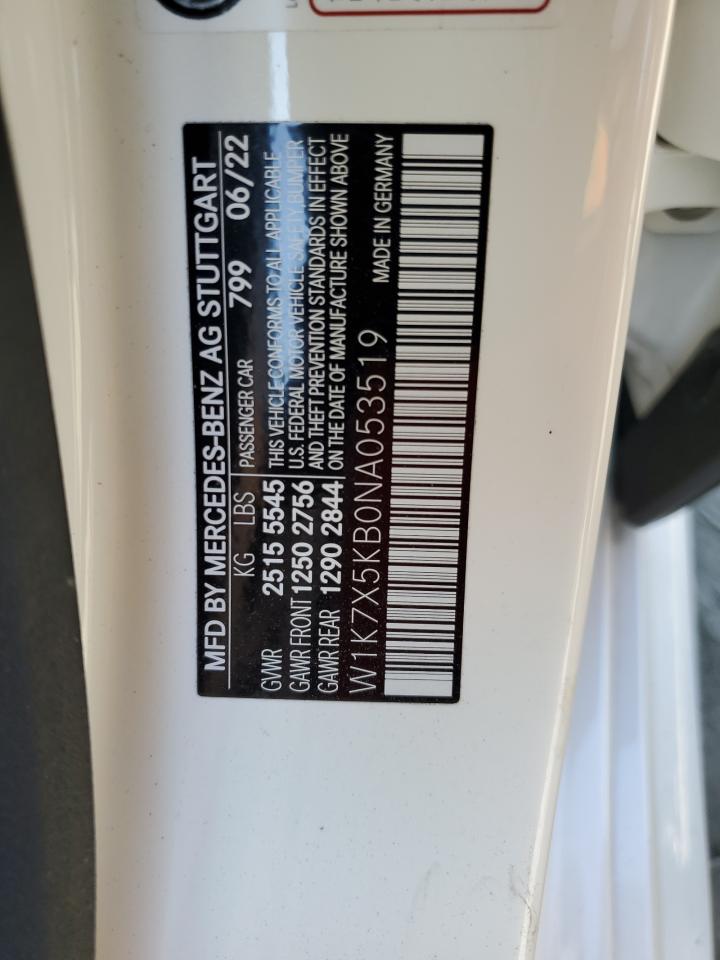 MFD BY MERCEDES-BENZ AG STUTTGART
KG LBS PASSENGER CAR 799 06/22
GVWR 2515 5545 THIS VEHICLE CONFORMS TO ALL APPLICABLE
U.S. FEDERAL MOTOR VEHICLE SAFETY, BUMPER
GAWR FRONT 1250 2756 AND THEFT PREVENTION STANDARDS IN EFFECT
GAWR REAR 1290 2844 ON THE DATE OF MANUFACTURE SHOWN ABOVE
W1K7X5KB0NA053519 MADE IN GERMANY